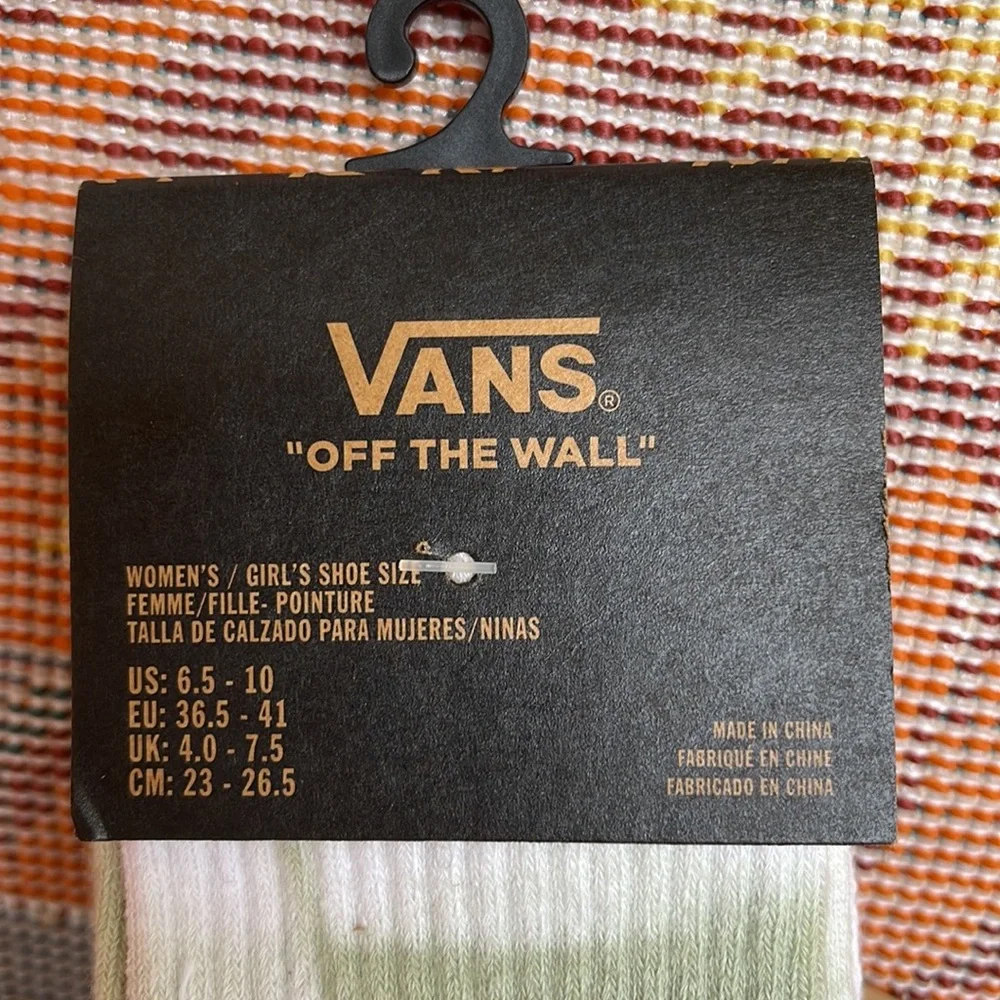 VANS®
"OFF THE WALL"
WOMEN'S / GIRL'S SHOE SIZE
FEMME/FILLE- POINTURE
TALLA DE CALZADO PARA MUJERES/NINAS
US: 6.5 - 10
EU: 36.5 - 41
UK: 4.0 - 7.5
CM: 23 - 26.5
MADE IN CHINA
FABRIQUÉ EN CHINE
FABRICADO EN CHINA